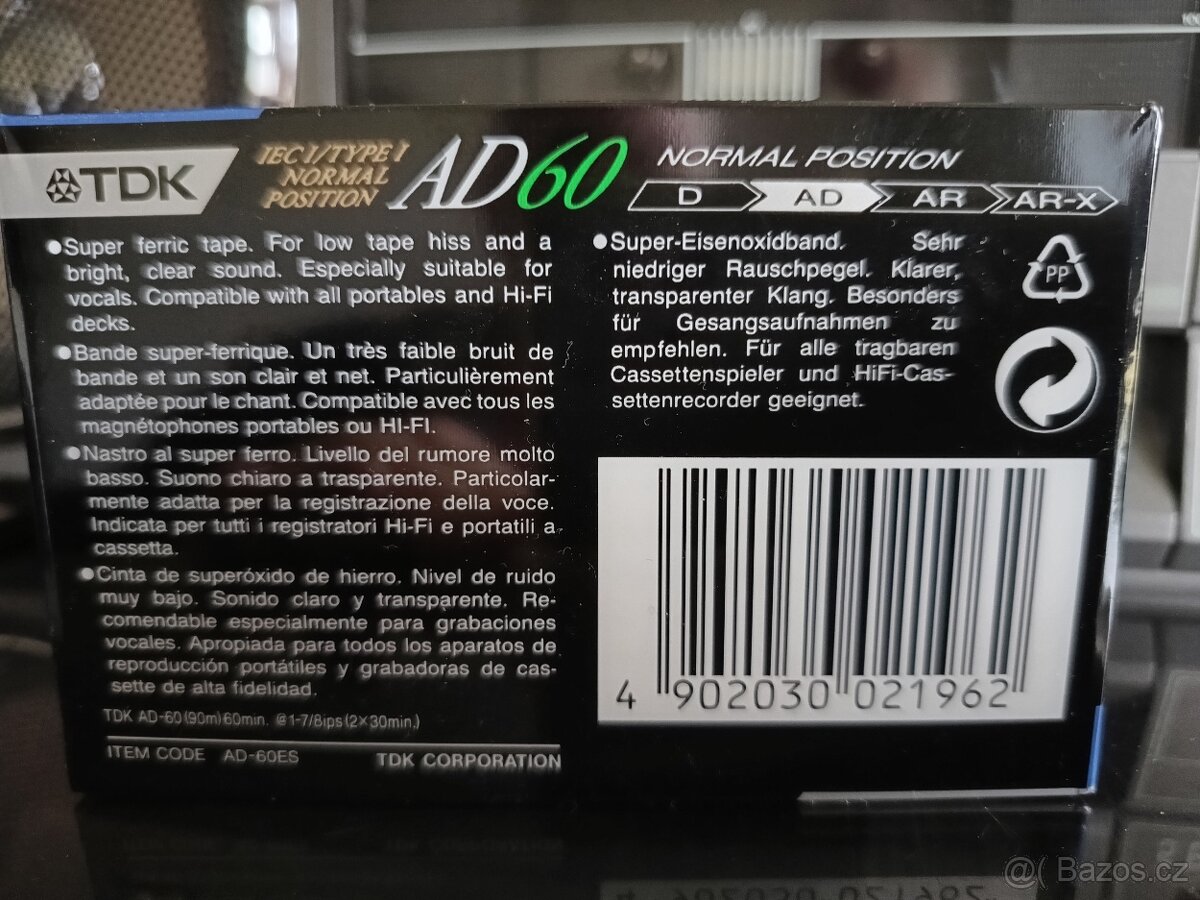 TDK
IEC I/TYPE I
NORMAL
POSITION
AD60
NORMAL POSITION
D AD AR AR-X
●Super ferric tape. For low tape hiss and a
bright, clear sound. Especially suitable for
vocals. Compatible with all portables and Hi-Fi
decks.
●Bande super-ferrique. Un très faible bruit de
bande et un son clair et net. Particulièrement
adaptée pour le chant. Compatible avec tous les
magnétophones portables ou HI-FI.
●Nastro al super ferro. Livello del rumore molto
basso. Suono chiaro a trasparente. Particolar-
mente adatta per la registrazione della voce.
Indicata per tutti i registratori Hi-Fi e portatili a
cassetta.
●Cinta de superóxido de hierro. Nivel de ruido
muy bajo. Sonido claro y transparente. Re-
comendable especialmente para grabaciones
vocales. Apropiada para todos los aparatos de
reproducción portátiles y grabadoras de cas-
sette de alta fidelidad.
TDK AD-60(90m)60min. @1-7/8ips(2×30min.)
ITEM CODE AD-60ES
TDK CORPORATION
●Super-Eisenoxidband. Sehr
niedriger Rauschpegel. Klarer,
transparenter Klang. Besonders
für Gesangsaufnahmen zu
empfehlen. Für alle tragbaren
Cassettenspieler und HiFi-Cas-
settenrecorder geeignet.
PP
4 902030 021962
@( Bazos.cz